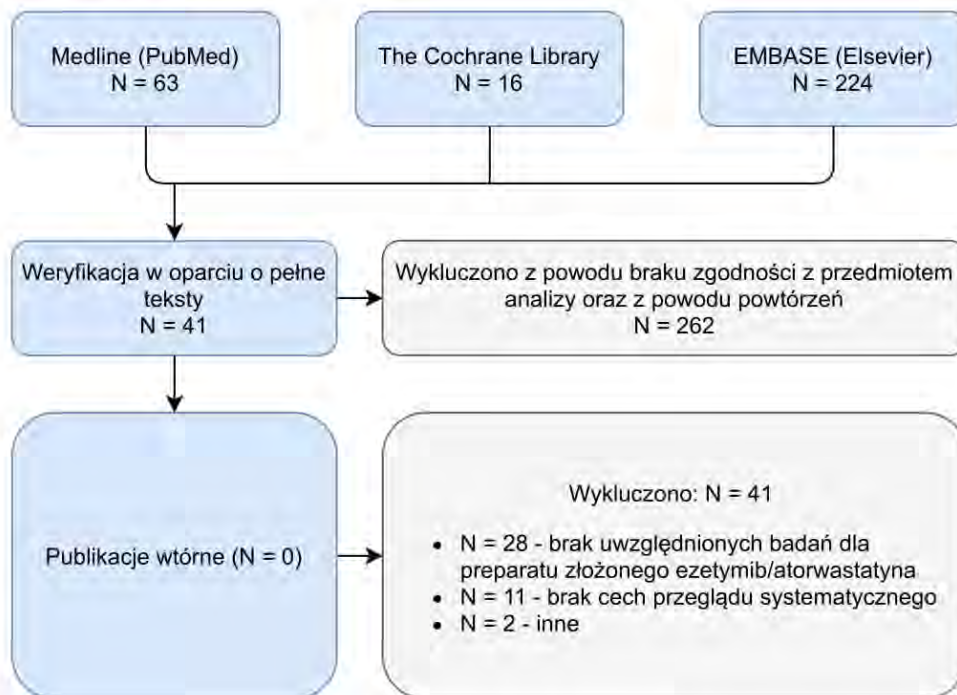 Medline (PubMed)
N = 63
The Cochrane Library
N = 16
EMBASE (Elsevier)
N = 224
Weryfikacja w oparciu o pełne
teksty
N = 41
Wykluczono z powodu braku zgodności z przedmiotem
analizy oraz z powodu powtórzeń
N = 262
Publikacje wtórne (N = 0)
Wykluczono: N = 41
• N = 28 - brak uwzględnionych badań dla
preparatu złożonego ezetymib/atorwastatyna
• N = 11 - brak cech przeglądu systematycznego
• N = 2 - inne